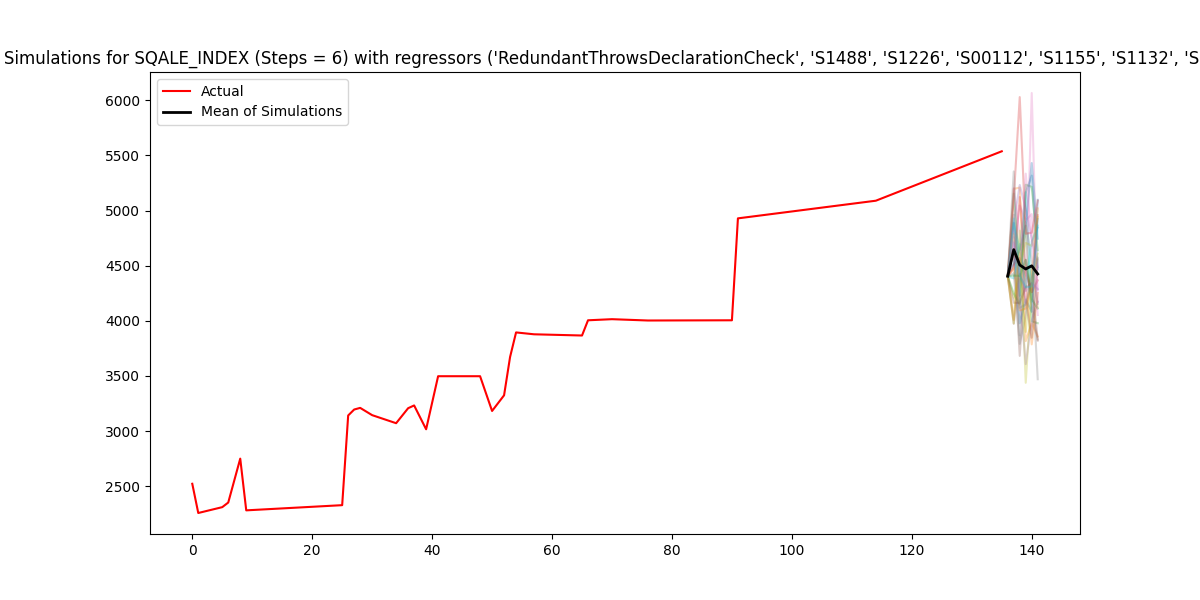 Simulations for SQALE_INDEX (Steps = 6) with regressors ('RedundantThrowsDeclarationCheck', 'S1488', 'S1226', 'S00112', 'S1155', 'S1132', 'S
Actual
Mean of Simulations
6000
5500
5000
4500
4000
3500
3000
2500
0 20 40 60 80 100 120 140